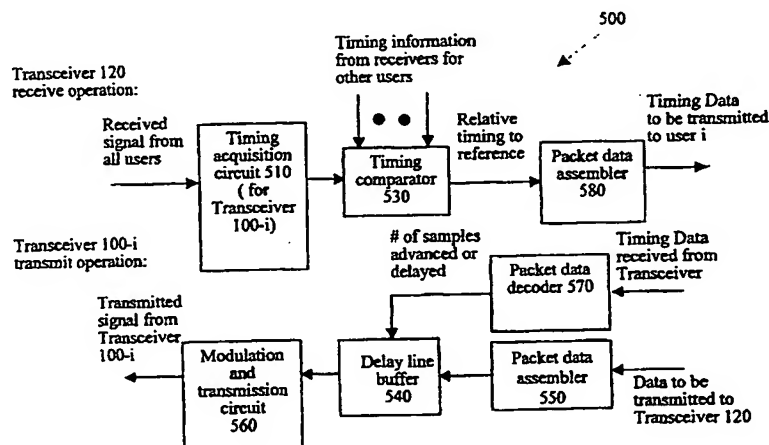 500
Timing information
from receivers for
other users
Transceiver 120
receive operation:
Received
signal from
all users
Timing
acquisition
circuit 510
( for
Transceiver
100-i)
Timing
comparator
530
Relative
timing to
reference
Packet data
assembler
580
Timing Data
to be transmitted
to user i
Transceiver 100-i
transmit operation:
# of samples
advanced or
delayed
Packet data
decoder 570
Timing Data
received from
Transceiver
Transmitted
signal from
Transceiver
100-i
Modulation
and
transmission
circuit
560
Delay line
buffer
540
Packet data
assembler
550
Data to be
transmitted to
Transceiver 120